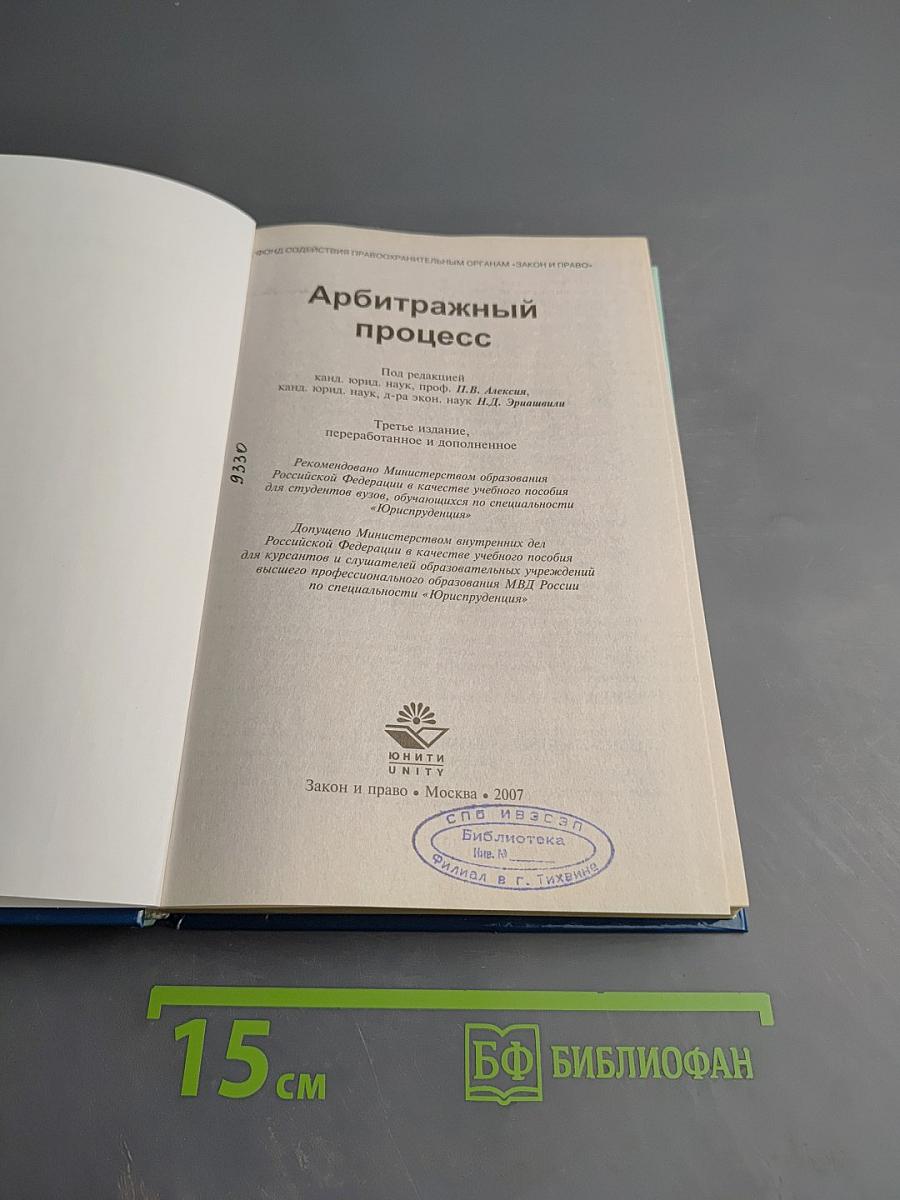 ФОНД СОДЕЙСТВИЯ ПРАВООХРАНИТЕЛЬНЫМ ОРГАНАМ «ЗАКОН И ПРАВО»
Арбитражный
процесс
Под редакцией
канд. юрид. наук, проф. П.В. Алексия,
канд. юрид. наук, д-ра экон. наук Н.Д. Эриашвили
Третье издание,
переработанное и дополненное
9330
Рекомендовано Министерством образования
Российской Федерации в качестве учебного пособия
для студентов вузов, обучающихся по специальности
«Юриспруденция»
Допущено Министерством внутренних дел
Российской Федерации в качестве учебного пособия
для курсантов и слушателей образовательных учреждений
высшего профессионального образования МВД России
по специальности «Юриспруденция»
ЮНИТИ
UNITY
Закон и право • Москва • 2007
СПБ ИВЭСЭП
Библиотека
Инв. №
Филиал в г. Тихвине
15 см
БФ БИБЛИОФАН